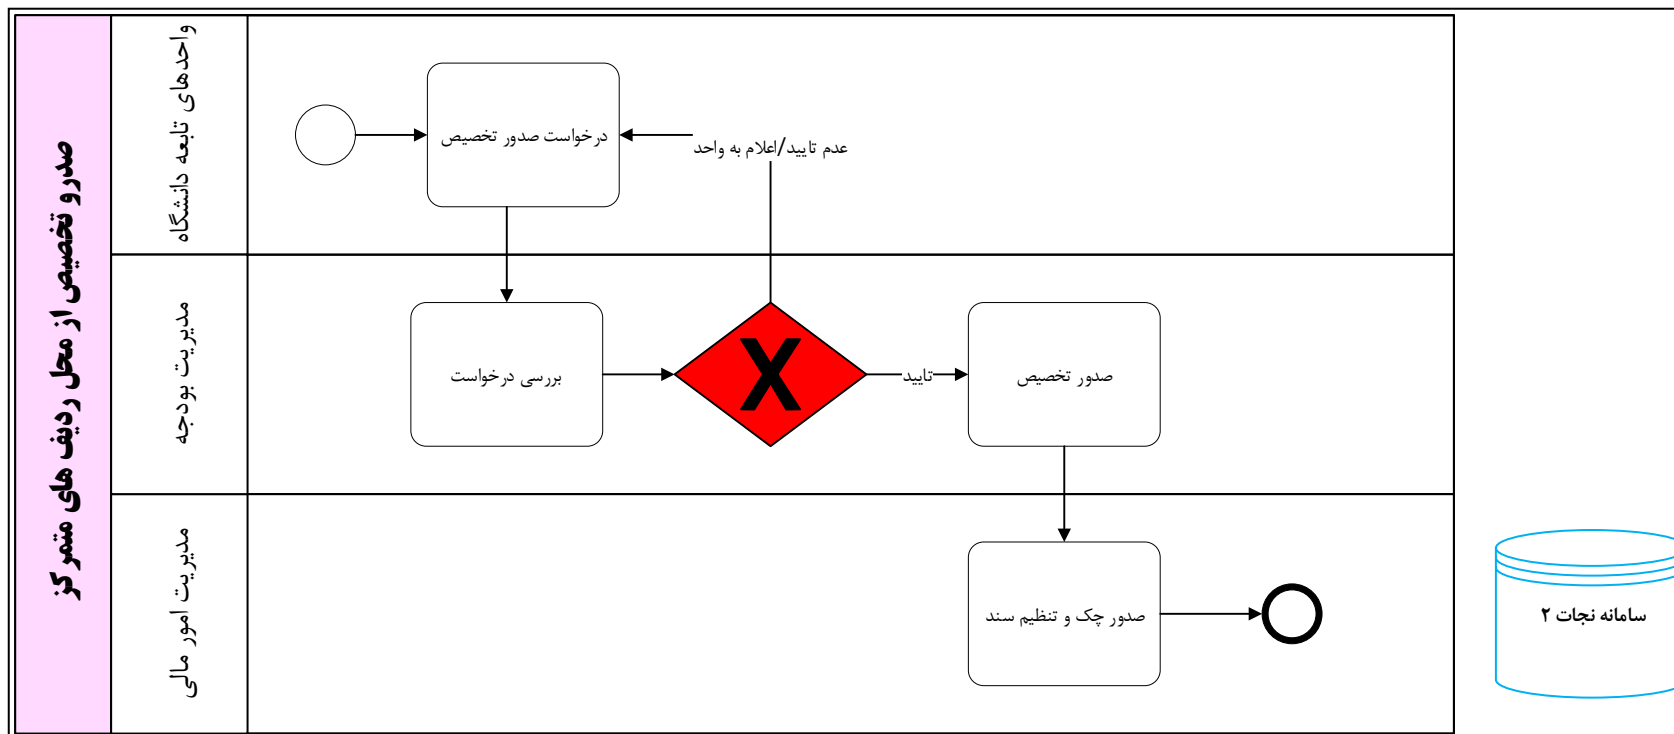 صدرو تخصیص از محل ردیف های متمرکز
واحدهای تابعه دانشگاه
درخواست صدور تخصیص
عدم تایید/اعلام به واحد
مدیریت بودجه
بررسی درخواست
X
تایید
صدور تخصیص
مدیریت امور مالی
صدور چک و تنظیم سند
سامانه نجات ۲